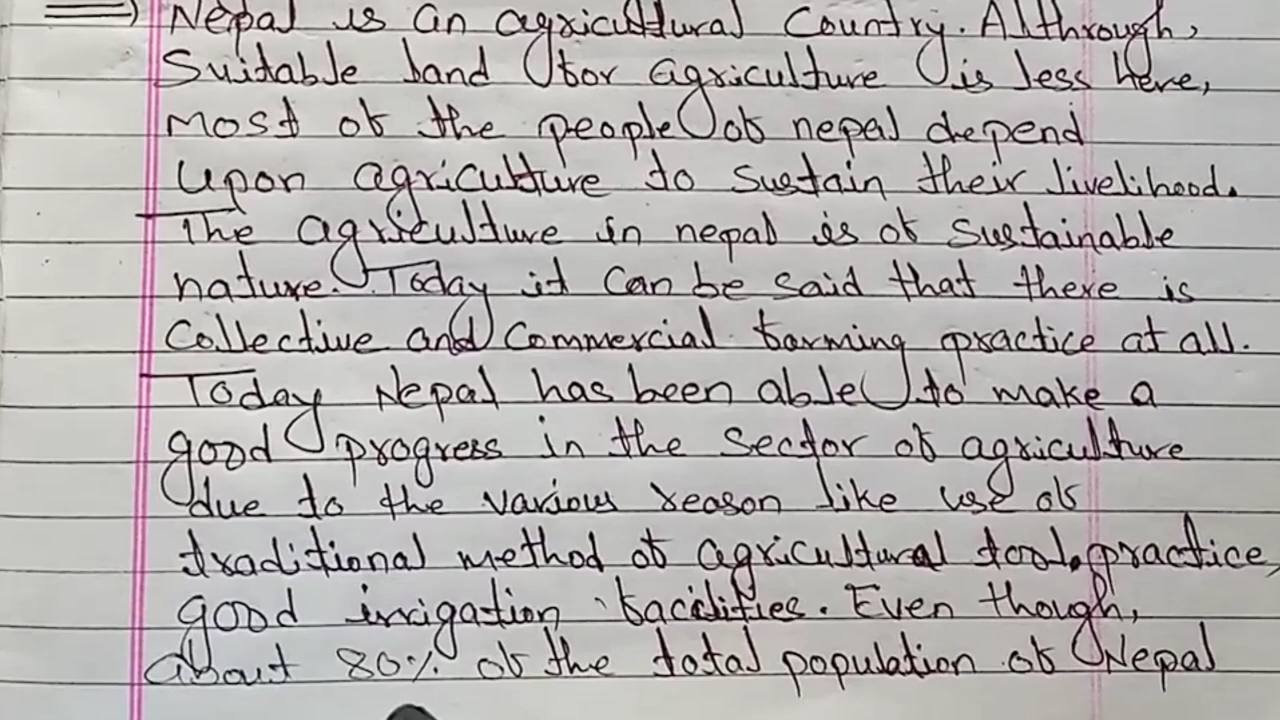 ⇒ Nepal is an agricultural Country. Althrough,
Suitable land for agriculture is less here,
Most of the people of nepal depend
upon agriculture to sustain their livelihood.
The agriculture in nepal is of sustainable
nature. Today it can be said that there is
Collective and Commercial farming practice at all.
Today Nepal has been able to make a
good progress in the sector of agriculture
due to the various reason like use of
traditional method of agricultural tool, practice,
good irrigation facilities. Even though,
about 80% of the total population of Nepal